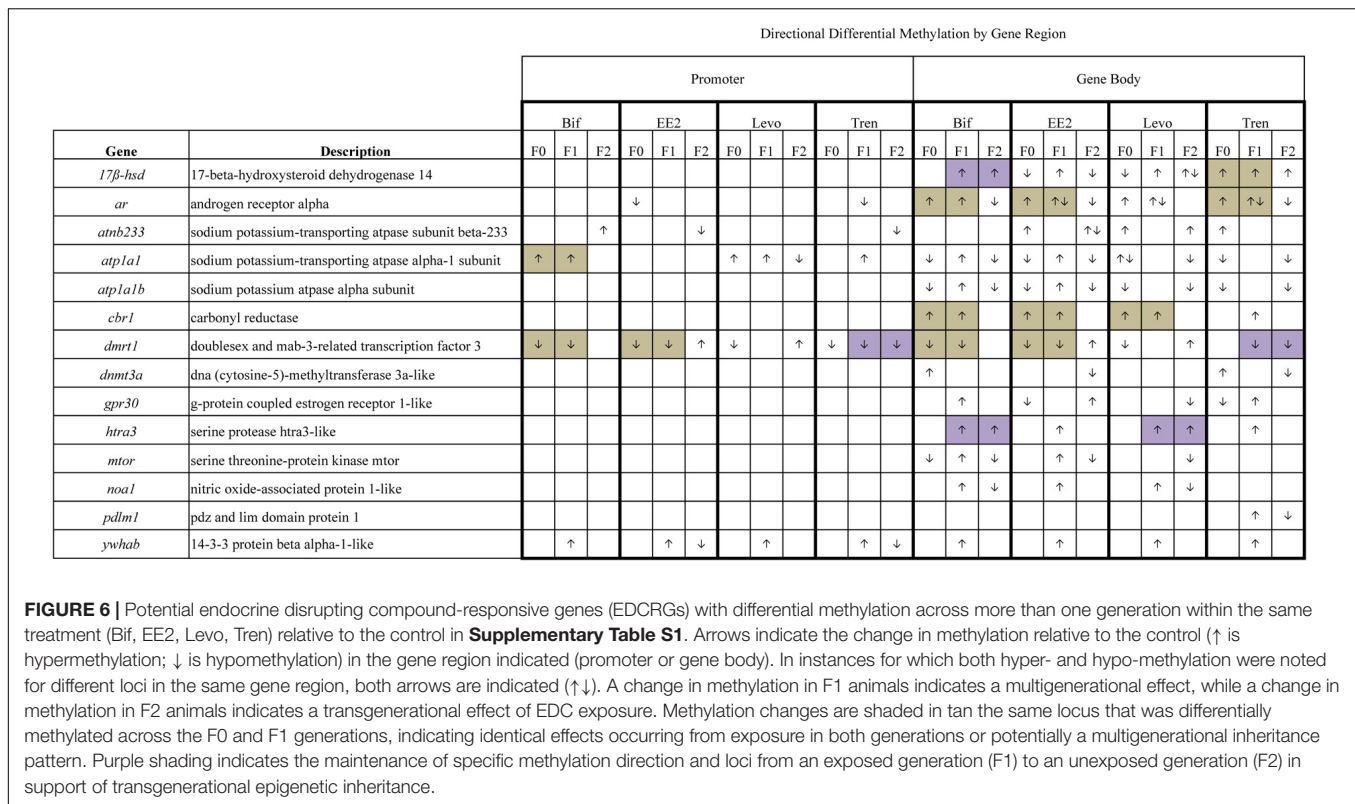 Directional Differential Methylation by Gene Region
Promoter Gene Body
Bif EE2 Levo Tren Bif EE2 Levo Tren
Gene Description F0 F1 F2 F0 F1 F2 F0 F1 F2 F0 F1 F2 F0 F1 F2 F0 F1 F2 F0 F1 F2 F0 F1 F2
17β-hsd 17-beta-hydroxysteroid dehydrogenase 14 ↑ ↑ ↓ ↑ ↓ ↓ ↑ ↑↓ ↑ ↑ ↑
ar androgen receptor alpha ↓ ↓ ↑ ↑ ↓ ↑ ↑↓ ↓ ↑ ↑↓ ↑ ↑↓ ↓
atnb233 sodium potassium-transporting atpase subunit beta-233 ↑ ↓ ↓ ↑ ↑↓ ↑ ↑ ↑
atp1a1 sodium potassium-transporting atpase alpha-1 subunit ↑ ↑ ↑ ↑ ↓ ↑ ↓ ↑ ↓ ↓ ↑ ↓ ↑↓ ↓ ↓ ↓
atp1a1b sodium potassium atpase alpha subunit ↓ ↑ ↓ ↓ ↑ ↓ ↓ ↓ ↓ ↓
cbr1 carbonyl reductase ↑ ↑ ↑ ↑ ↑ ↑ ↑
dmrt1 doublesex and mab-3-related transcription factor 3 ↓ ↓ ↓ ↓ ↑ ↓ ↑ ↓ ↓ ↓ ↓ ↓ ↓ ↓ ↑ ↓ ↑ ↓ ↓
dnmt3a dna (cytosine-5)-methyltransferase 3a-like ↑ ↓ ↑ ↓
gpr30 g-protein coupled estrogen receptor 1-like ↑ ↓ ↑ ↓ ↓ ↑
htra3 serine protease htra3-like ↑ ↑ ↑ ↑ ↑ ↑
mtor serine threonine-protein kinase mtor ↓ ↑ ↓ ↑ ↓ ↓
noa1 nitric oxide-associated protein 1-like ↑ ↓ ↑ ↑ ↓
pdlm1 pdz and lim domain protein 1 ↑ ↓
ywhab 14-3-3 protein beta alpha-1-like ↑ ↑ ↓ ↑ ↑ ↓ ↑ ↑ ↑ ↑
FIGURE 6 | Potential endocrine disrupting compound-responsive genes (EDCRGs) with differential methylation across more than one generation within the same
treatment (Bif, EE2, Levo, Tren) relative to the control in Supplementary Table S1. Arrows indicate the change in methylation relative to the control (↑ is
hypermethylation; ↓ is hypomethylation) in the gene region indicated (promoter or gene body). In instances for which both hyper- and hypo-methylation were noted
for different loci in the same gene region, both arrows are indicated (↑↓). A change in methylation in F1 animals indicates a multigenerational effect, while a change in
methylation in F2 animals indicates a transgenerational effect of EDC exposure. Methylation changes are shaded in tan the same locus that was differentially
methylated across the F0 and F1 generations, indicating identical effects occurring from exposure in both generations or potentially a multigenerational inheritance
pattern. Purple shading indicates the maintenance of specific methylation direction and loci from an exposed generation (F1) to an unexposed generation (F2) in
support of transgenerational epigenetic inheritance.